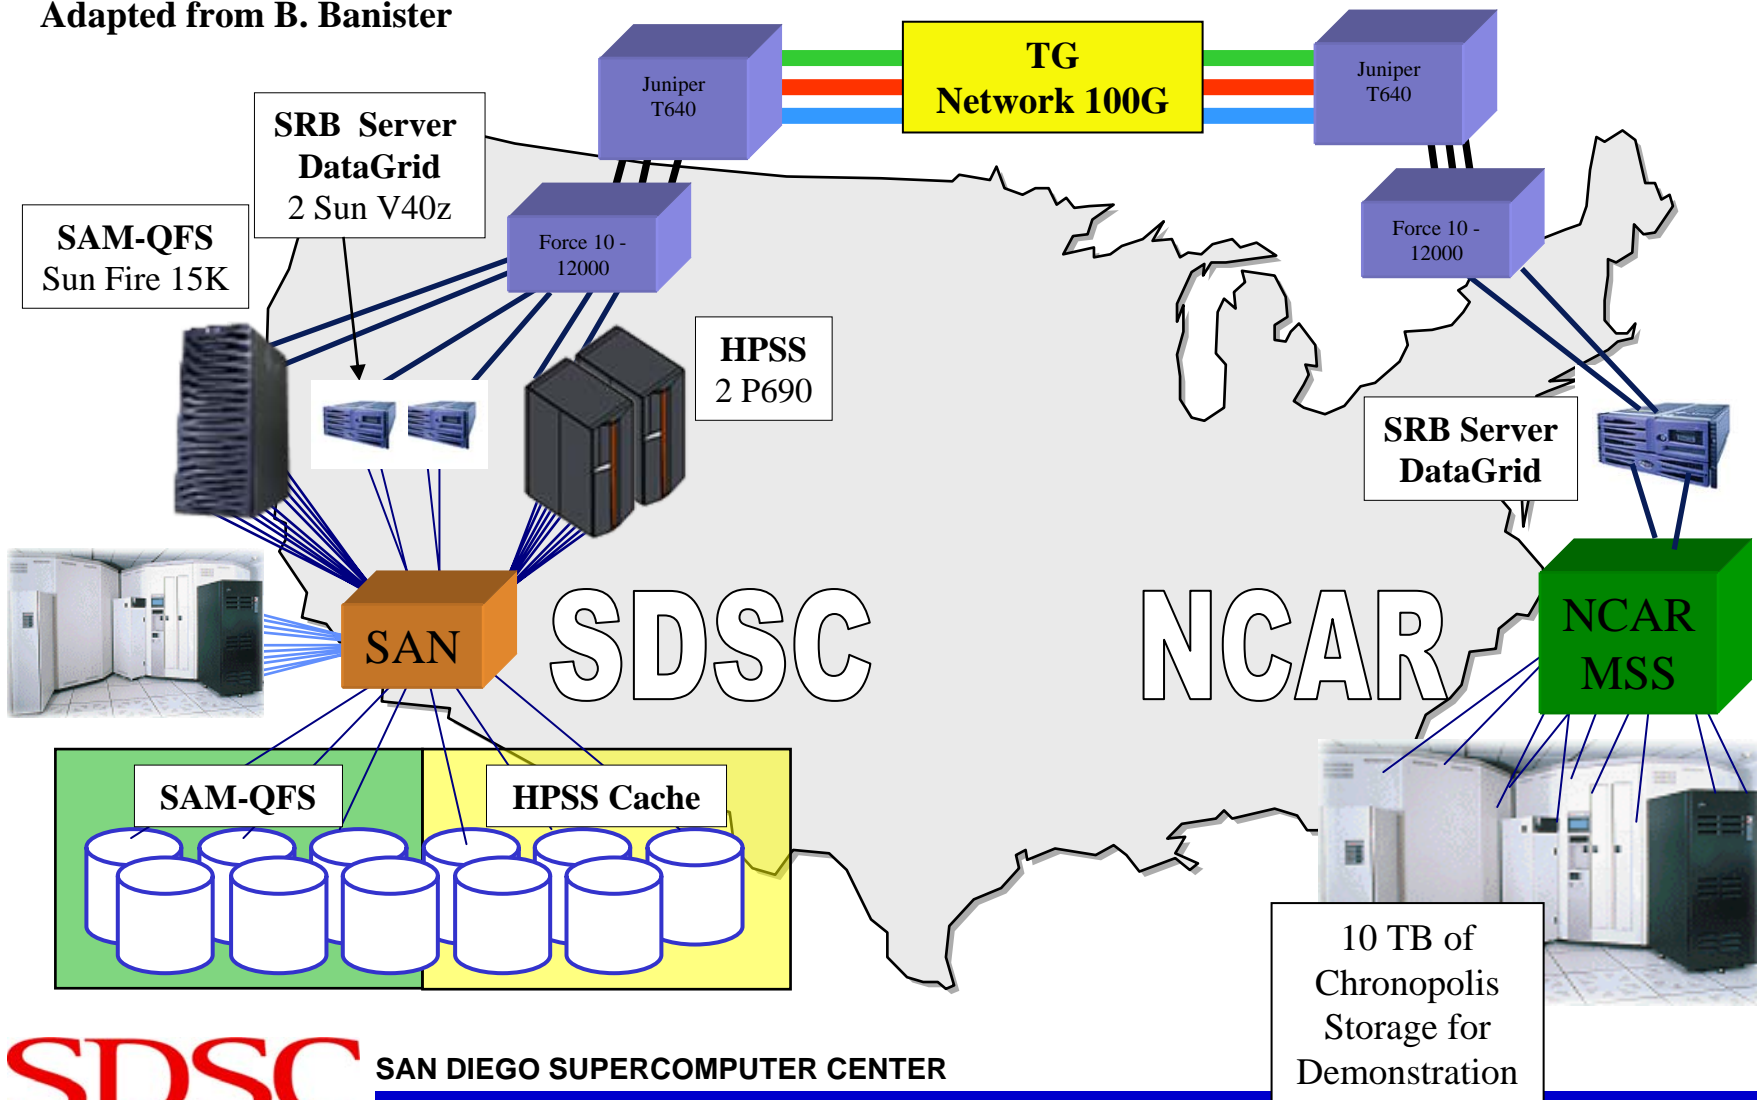 Adapted from B. Banister
Juniper
T640
TG
Network 100G
Juniper
T640
SRB Server
DataGrid
2 Sun V40z
SAM-QFS
Sun Fire 15K
Force 10 -
12000
Force 10 -
12000
HPSS
2 P690
SRB Server
DataGrid
SAN
SDSC
NCAR
NCAR
MSS
SAM-QFS
HPSS Cache
10 TB of
Chronopolis
Storage for
Demonstration
SDSC
SAN DIEGO SUPERCOMPUTER CENTER